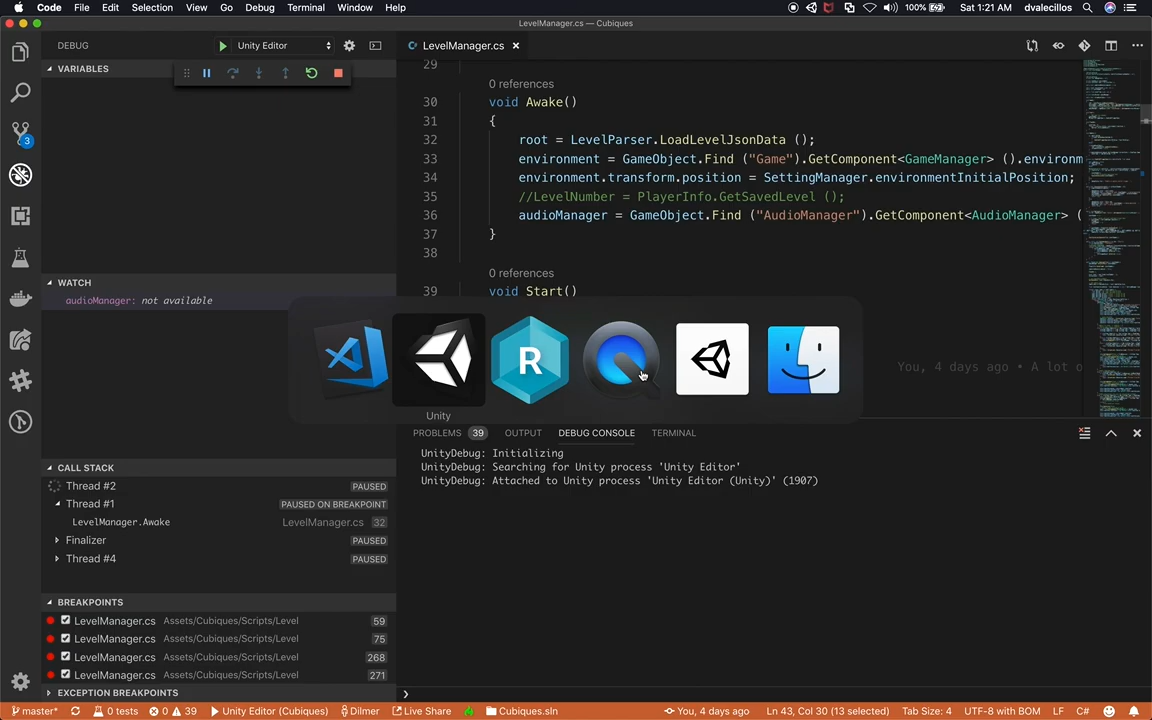 Code File Edit Selection View Go Debug Terminal Window Help 100% Sat 1:21 AM dvalecillos
LevelManager.cs — Cubiques
DEBUG Unity Editor
LevelManager.cs
VARIABLES
29
0 references
30 void Awake()
31 {
32 root = LevelParser.LoadLevelJsonData ();
33 environment = GameObject.Find ("Game").GetComponent<GameManager> ().environm
34 environment.transform.position = SettingManager.environmentInitialPosition;
35 //LevelNumber = PlayerInfo.GetSavedLevel ();
36 audioManager = GameObject.Find ("AudioManager").GetComponent<AudioManager> (
37 }
38
0 references
39 void Start()
3
WATCH
audioManager: not available
R
You, 4 days ago • A lot o
Unity
PROBLEMS 39 OUTPUT DEBUG CONSOLE TERMINAL
UnityDebug: Initializing
UnityDebug: Searching for Unity process 'Unity Editor'
UnityDebug: Attached to Unity process 'Unity Editor (Unity)' (1907)
CALL STACK
Thread #2 PAUSED
Thread #1 PAUSED ON BREAKPOINT
LevelManager.Awake LevelManager.cs 32
Finalizer PAUSED
Thread #4 PAUSED
BREAKPOINTS
LevelManager.cs Assets/Cubiques/Scripts/Level 59
LevelManager.cs Assets/Cubiques/Scripts/Level 75
LevelManager.cs Assets/Cubiques/Scripts/Level 268
LevelManager.cs Assets/Cubiques/Scripts/Level 271
EXCEPTION BREAKPOINTS
master* 0 tests 0 39 Unity Editor (Cubiques) Dilmer Live Share Cubiques.sln You, 4 days ago Ln 43, Col 30 (13 selected) Tab Size: 4 UTF-8 with BOM LF C#